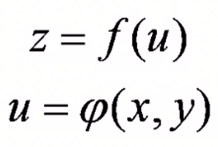 z = f(u)
u = φ(x, y)